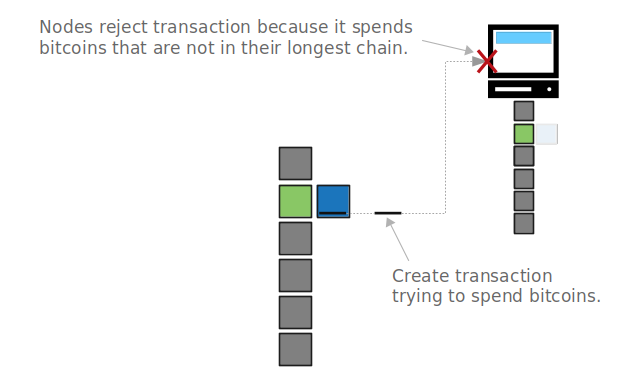 Nodes reject transaction because it spends
bitcoins that are not in their longest chain.
Create transaction
trying to spend bitcoins.